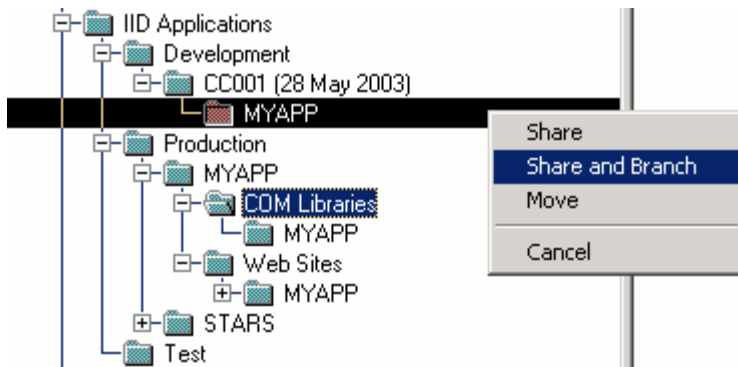 IID Applications
Development
CC001 (28 May 2003)
MYAPP
Production
MYAPP
COM Libraries
MYAPP
Web Sites
MYAPP
STARS
Test
Share
Share and Branch
Move
Cancel